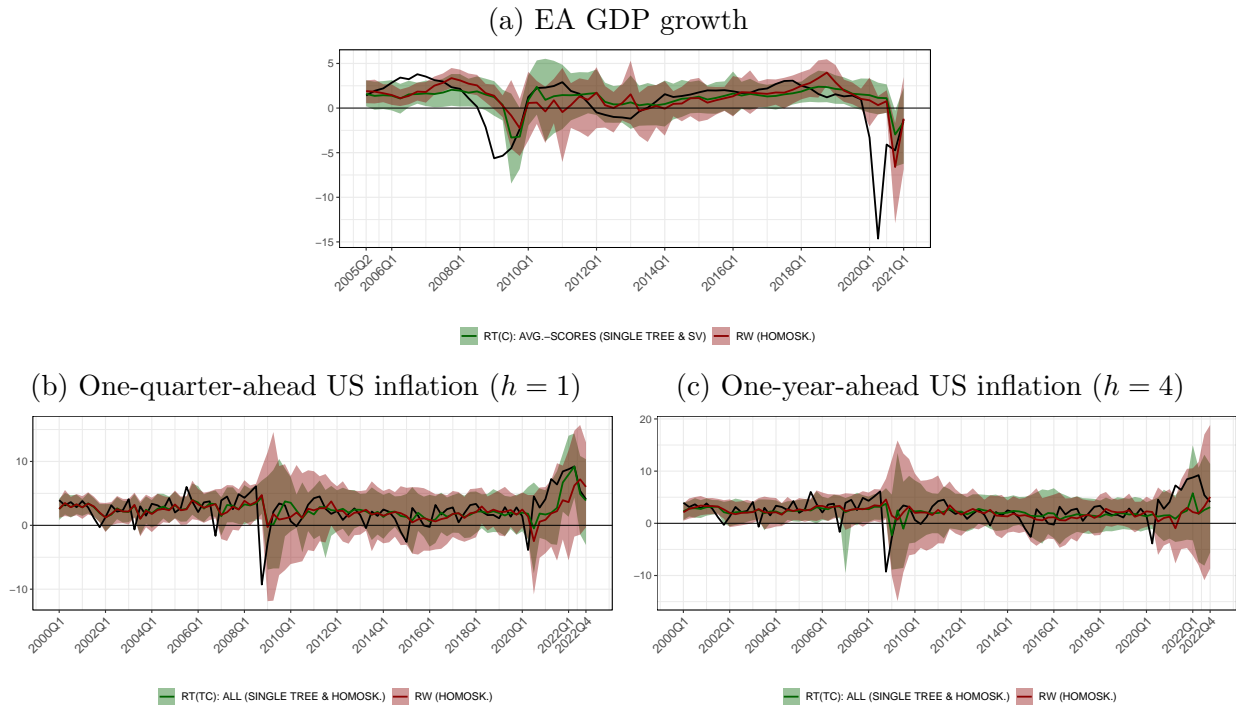 (a) EA GDP growth
5
0
−5
−10
−15
2005Q2
2006Q1
2008Q1
2010Q1
2012Q1
2014Q1
2016Q1
2018Q1
2020Q1
2021Q1
RT(C): AVG.−SCORES (SINGLE TREE & SV) RW (HOMOSK.)
(b) One-quarter-ahead US inflation (h = 1)
10
0
−10
2000Q1
2002Q1
2004Q1
2006Q1
2008Q1
2010Q1
2012Q1
2014Q1
2016Q1
2018Q1
2020Q1
2022Q1
2022Q4
RT(TC): ALL (SINGLE TREE & HOMOSK.) RW (HOMOSK.)
(c) One-year-ahead US inflation (h = 4)
20
10
0
−10
2000Q1
2002Q1
2004Q1
2006Q1
2008Q1
2010Q1
2012Q1
2014Q1
2016Q1
2018Q1
2020Q1
2022Q1
2022Q4
RT(TC): ALL (SINGLE TREE & HOMOSK.) RW (HOMOSK.)